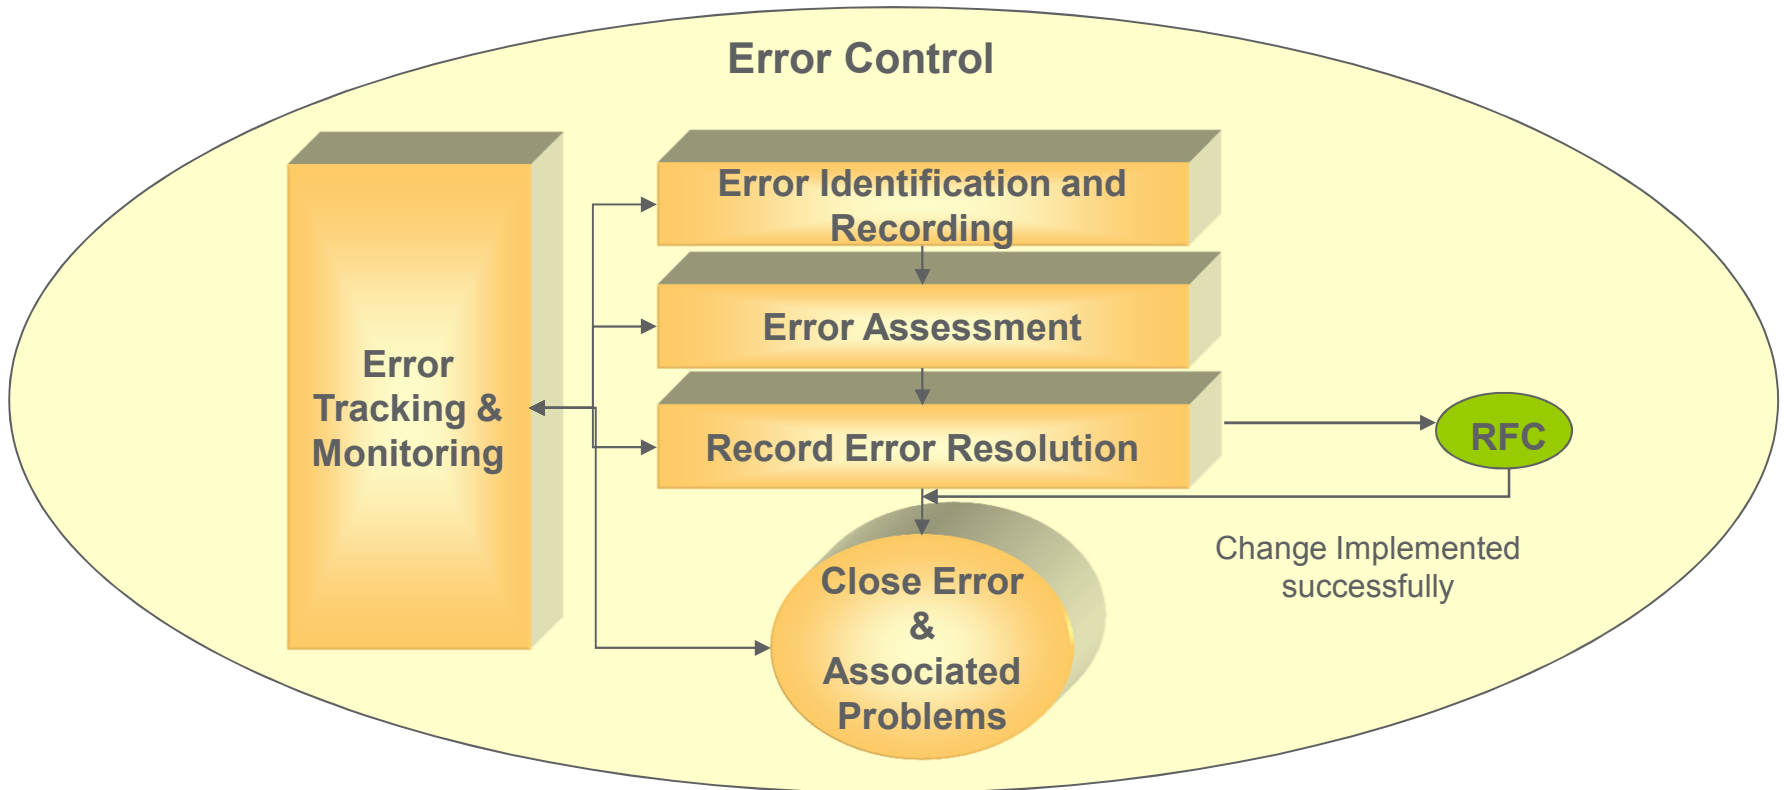 Error Control
Error Identification and
Recording
Error Assessment
Error
Tracking &
Monitoring
Record Error Resolution
RFC
Change Implemented
successfully
Close Error
&
Associated
Problems